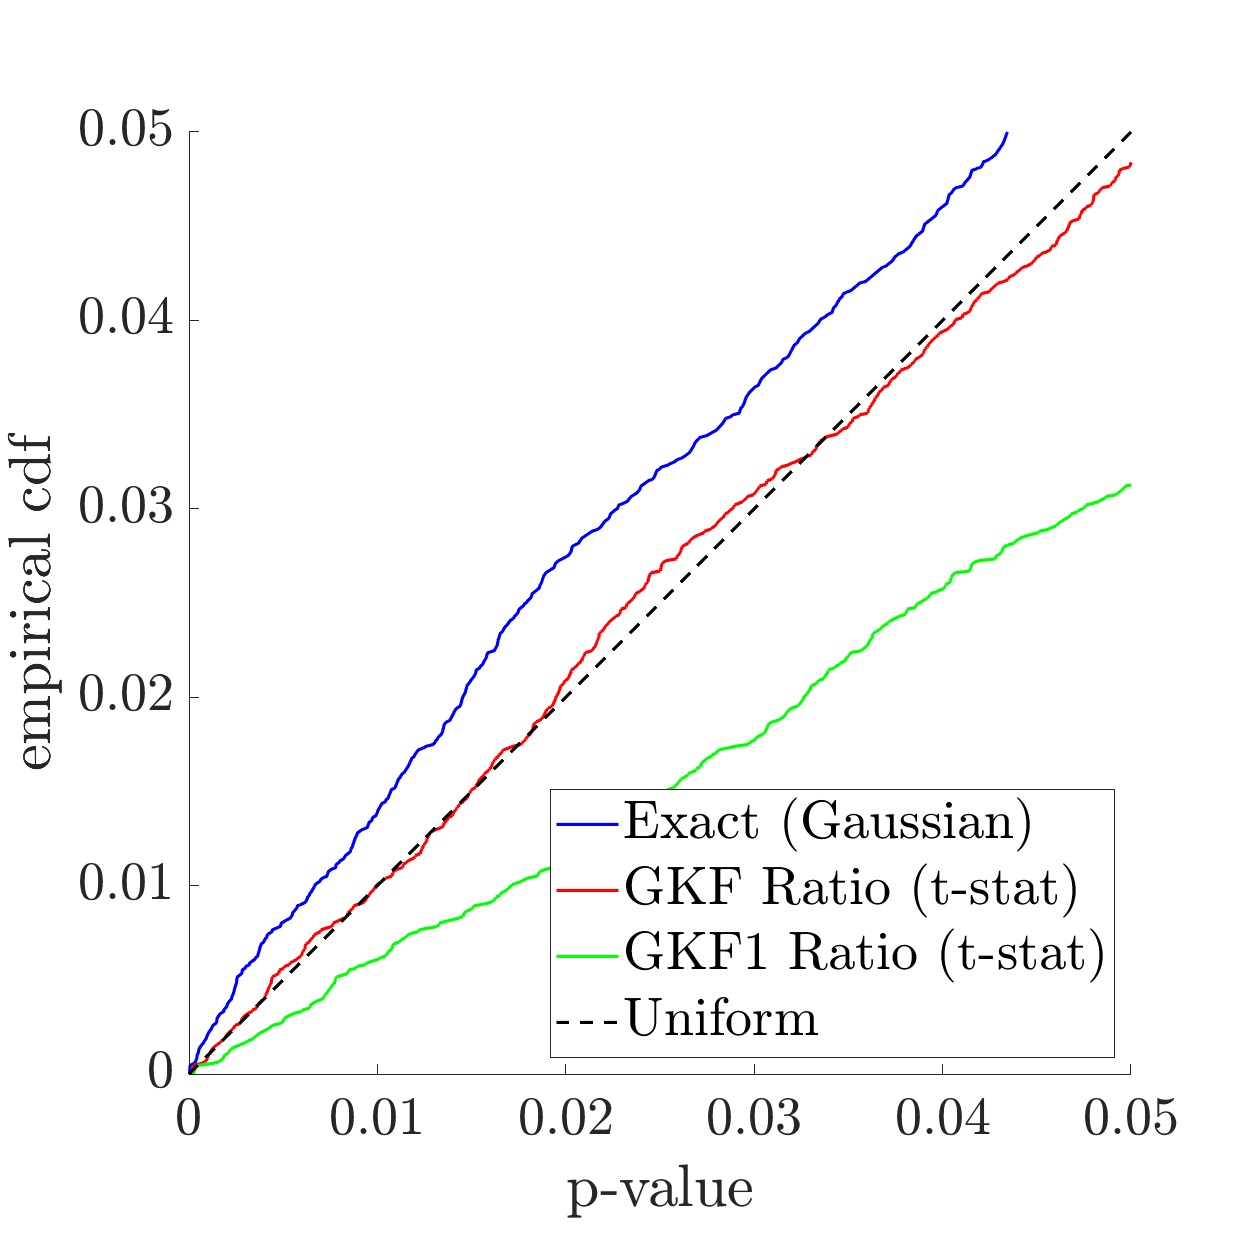 0.05
0.04
0.03
0.02
0.01
0
empirical cdf
Exact (Gaussian)
GKF Ratio (t-stat)
GKF1 Ratio (t-stat)
Uniform
0 0.01 0.02 0.03 0.04 0.05
p-value